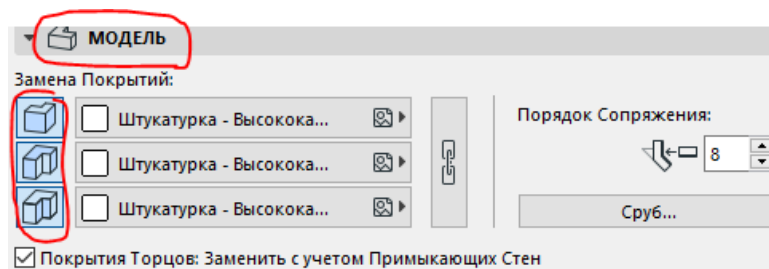 МОДЕЛЬ
Замена Покрытий:
Порядок Сопряжения:
Штукатурка - Высокока...
8
Штукатурка - Высокока...
Штукатурка - Высокока...
Сруб...
Покрытия Торцов: Заменить с учетом Примыкающих Стен